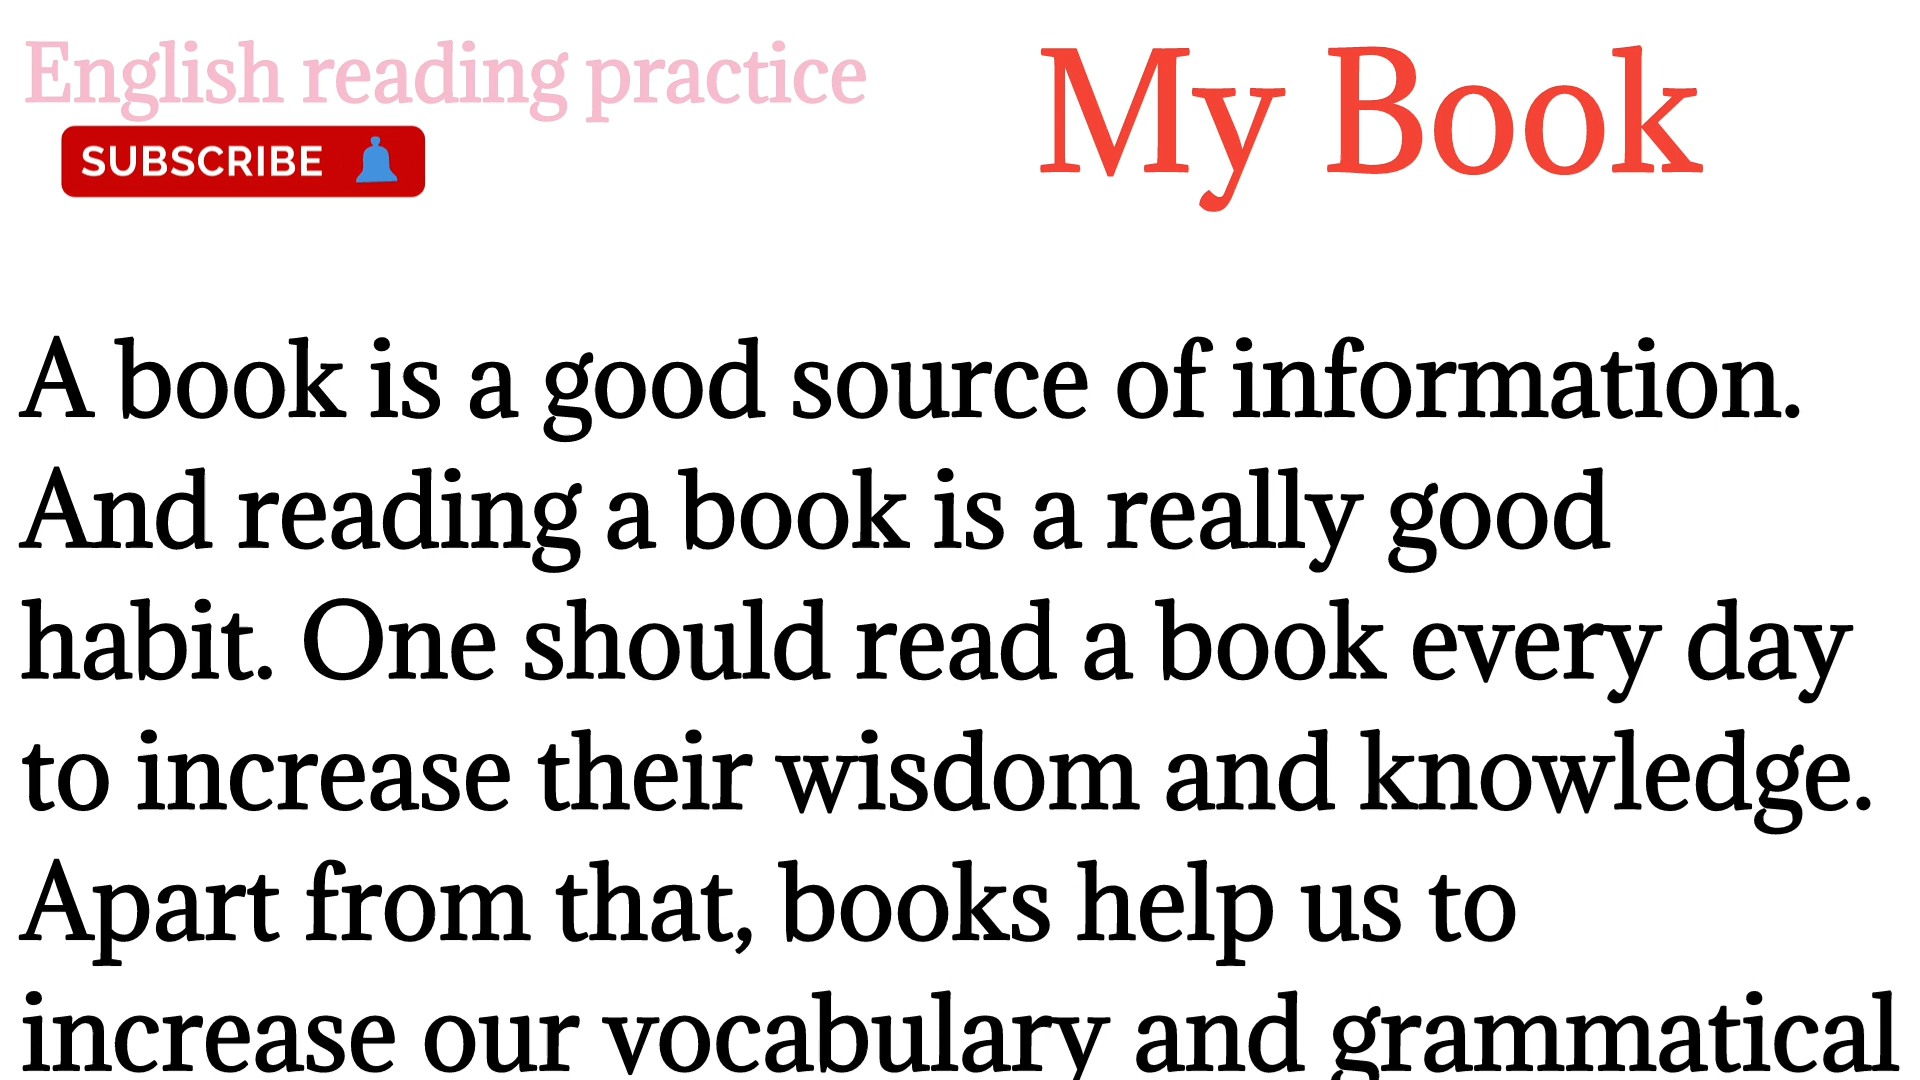 English reading practice
My Book
SUBSCRIBE
A book is a good source of information.
And reading a book is a really good
habit. One should read a book every day
to increase their wisdom and knowledge.
Apart from that, books help us to
increase our vocabulary and grammatical